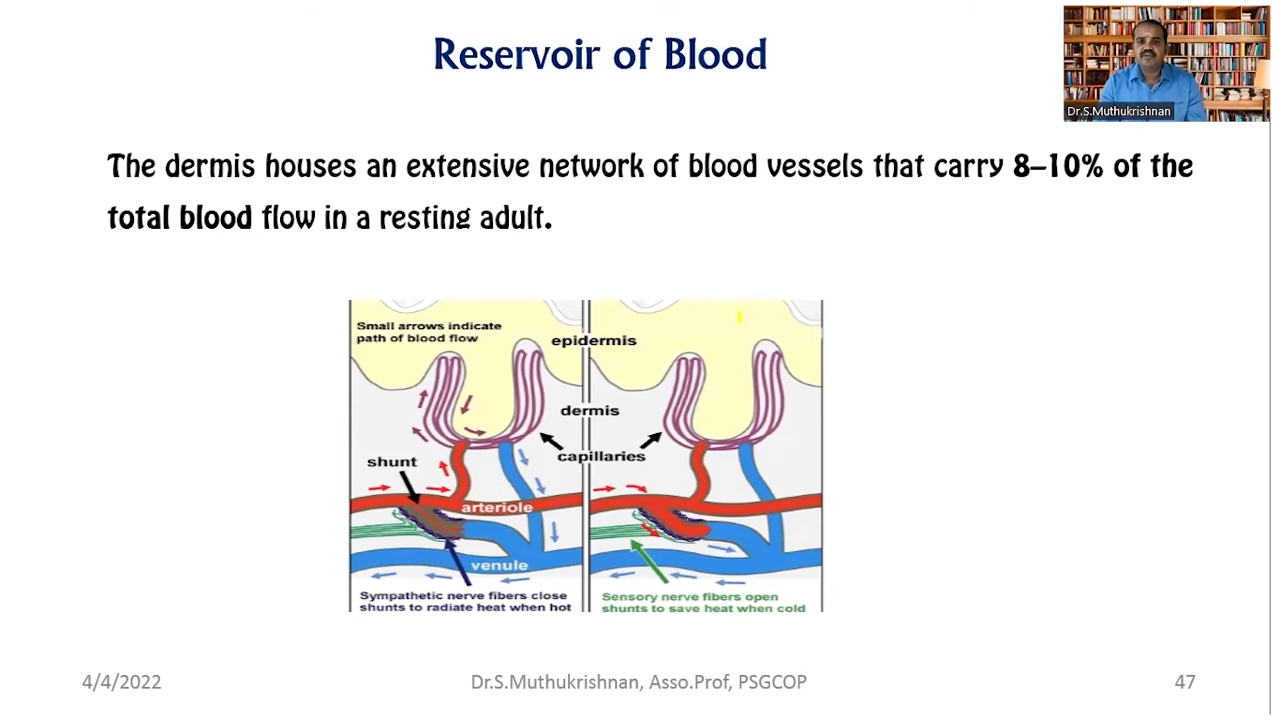 Reservoir of Blood
Dr.S.Muthukrishnan
The dermis houses an extensive network of blood vessels that carry 8–10% of the
total blood flow in a resting adult.
Small arrows indicate
path of blood flow
epidermis
dermis
capillaries
shunt
arteriole
venule
Sympathetic nerve fibers close
shunts to radiate heat when hot
Sensory nerve fibers open
shunts to save heat when cold
4/4/2022
Dr.S.Muthukrishnan, Asso.Prof, PSGCOP
47